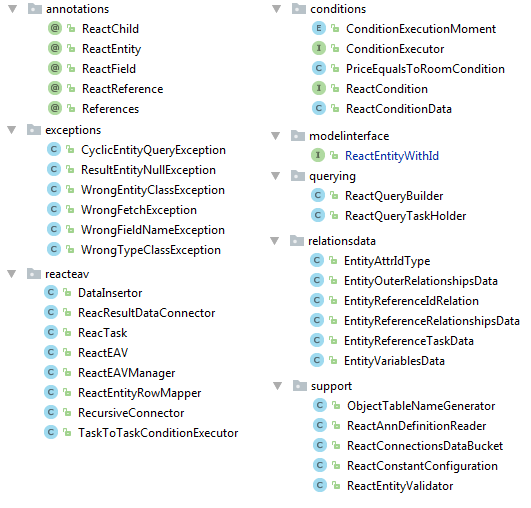 annotations
@ ReactChild
@ ReactEntity
@ ReactField
@ ReactReference
@ References
exceptions
C CyclicEntityQueryException
C ResultEntityNullException
C WrongEntityClassException
C WrongFetchException
C WrongFieldNameException
C WrongTypeClassException
reacteav
C DataInsertor
C ReacResultDataConnector
C ReacTask
C ReactEAV
C ReactEAVManager
C ReactEntityRowMapper
C RecursiveConnector
C TaskToTaskConditionExecutor
conditions
E ConditionExecutionMoment
I ConditionExecutor
C PriceEqualsToRoomCondition
I ReactCondition
C ReactConditionData
modelinterface
I ReactEntityWithId
querying
C ReactQueryBuilder
C ReactQueryTaskHolder
relationsdata
C EntityAttrIdType
C EntityOuterRelationshipsData
C EntityReferenceIdRelation
C EntityReferenceRelationshipsData
C EntityReferenceTaskData
C EntityVariablesData
support
C ObjectTableNameGenerator
C ReactAnnDefinitionReader
C ReactConnectionsDataBucket
C ReactConstantConfiguration
C ReactEntityValidator